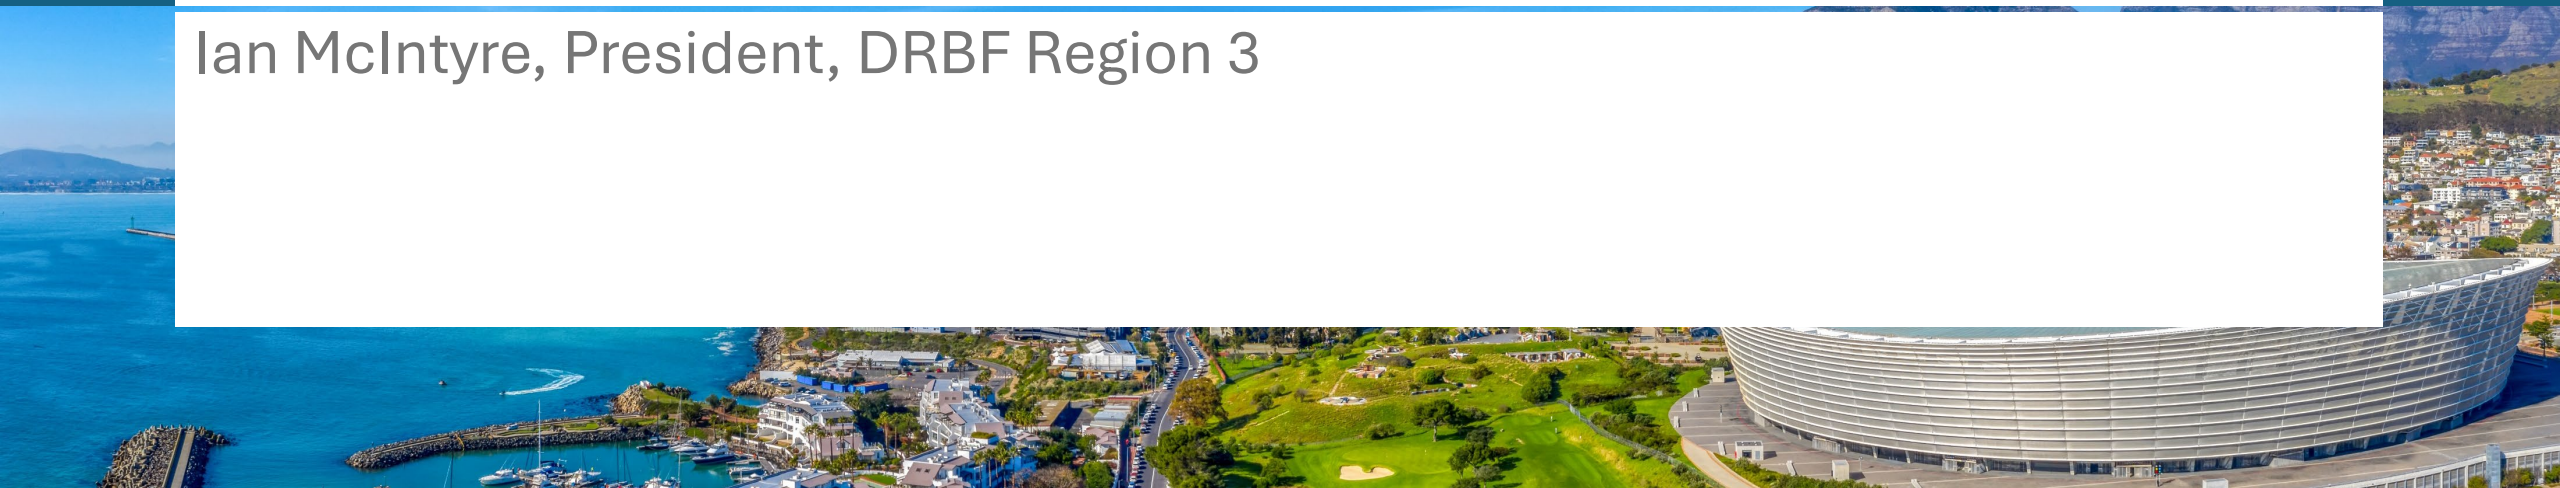 Ian McIntyre, President, DRBF Region 3